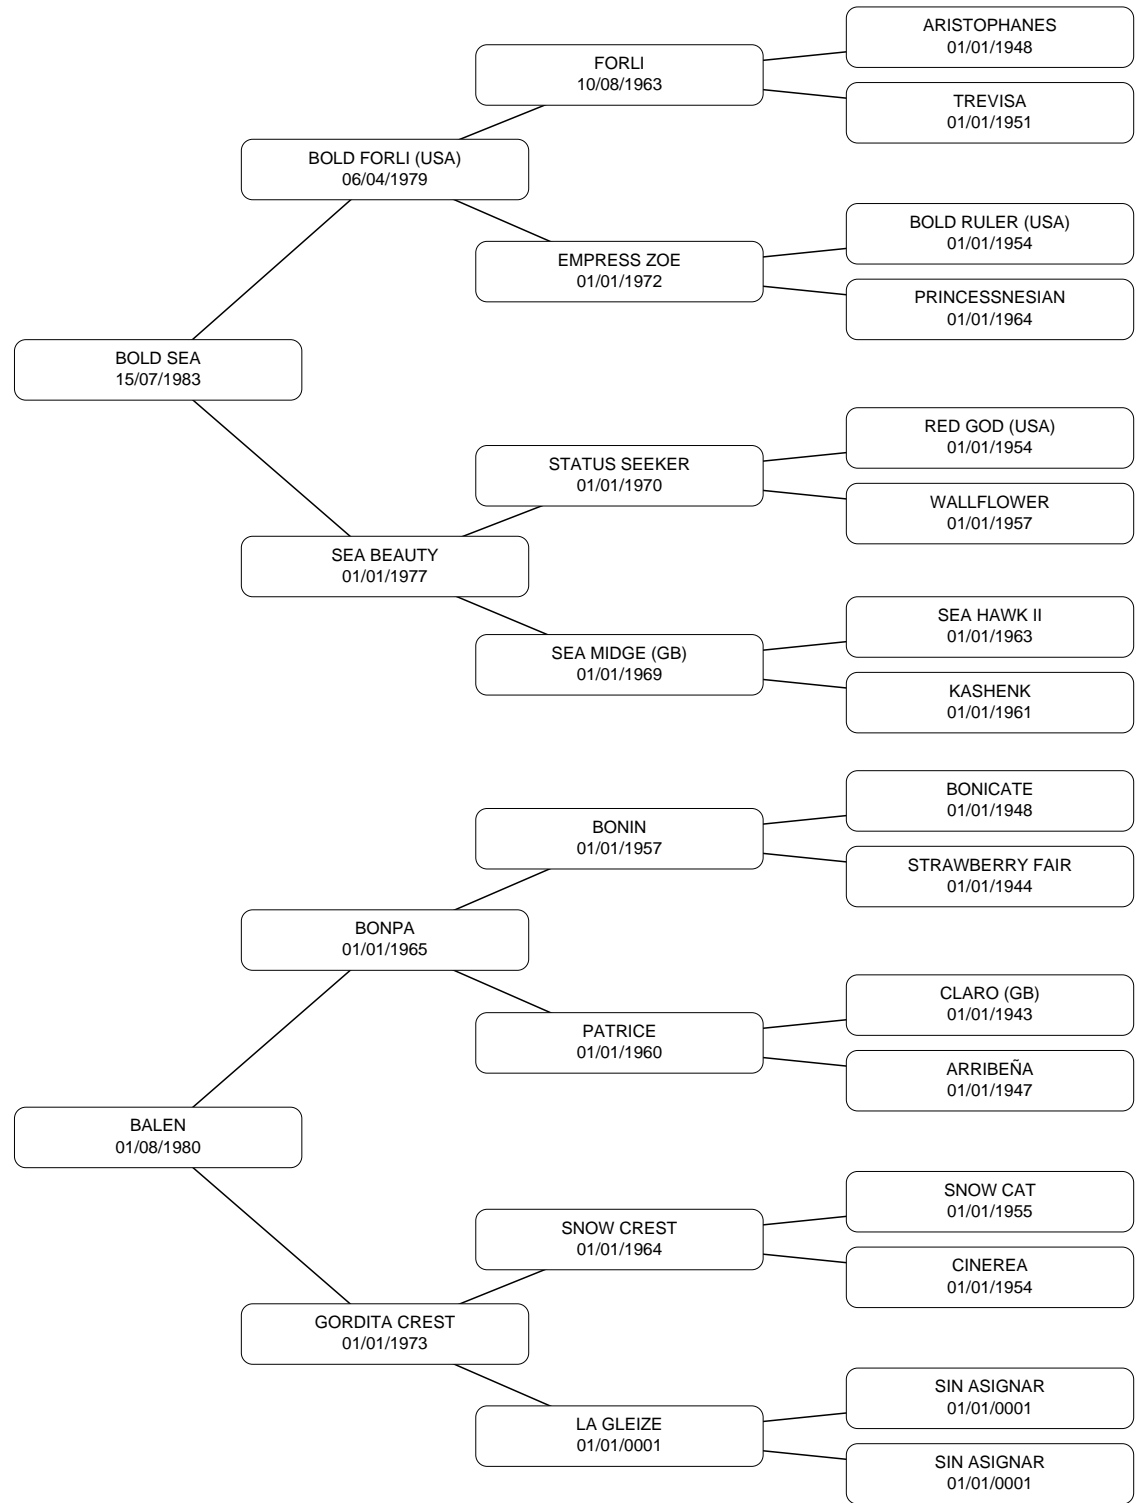 ARISTOPHANES
01/01/1948
FORLI
10/08/1963
TREVISA
01/01/1951
BOLD FORLI (USA)
06/04/1979
BOLD RULER (USA)
01/01/1954
EMPRESS ZOE
01/01/1972
PRINCESSNESIAN
01/01/1964
BOLD SEA
15/07/1983
RED GOD (USA)
01/01/1954
STATUS SEEKER
01/01/1970
WALLFLOWER
01/01/1957
SEA BEAUTY
01/01/1977
SEA HAWK II
01/01/1963
SEA MIDGE (GB)
01/01/1969
KASHENK
01/01/1961
BONICATE
01/01/1948
BONIN
01/01/1957
STRAWBERRY FAIR
01/01/1944
BONPA
01/01/1965
CLARO (GB)
01/01/1943
PATRICE
01/01/1960
ARRIBEÑA
01/01/1947
BALEN
01/08/1980
SNOW CAT
01/01/1955
SNOW CREST
01/01/1964
CINEREA
01/01/1954
GORDITA CREST
01/01/1973
SIN ASIGNAR
01/01/0001
LA GLEIZE
01/01/0001
SIN ASIGNAR
01/01/0001